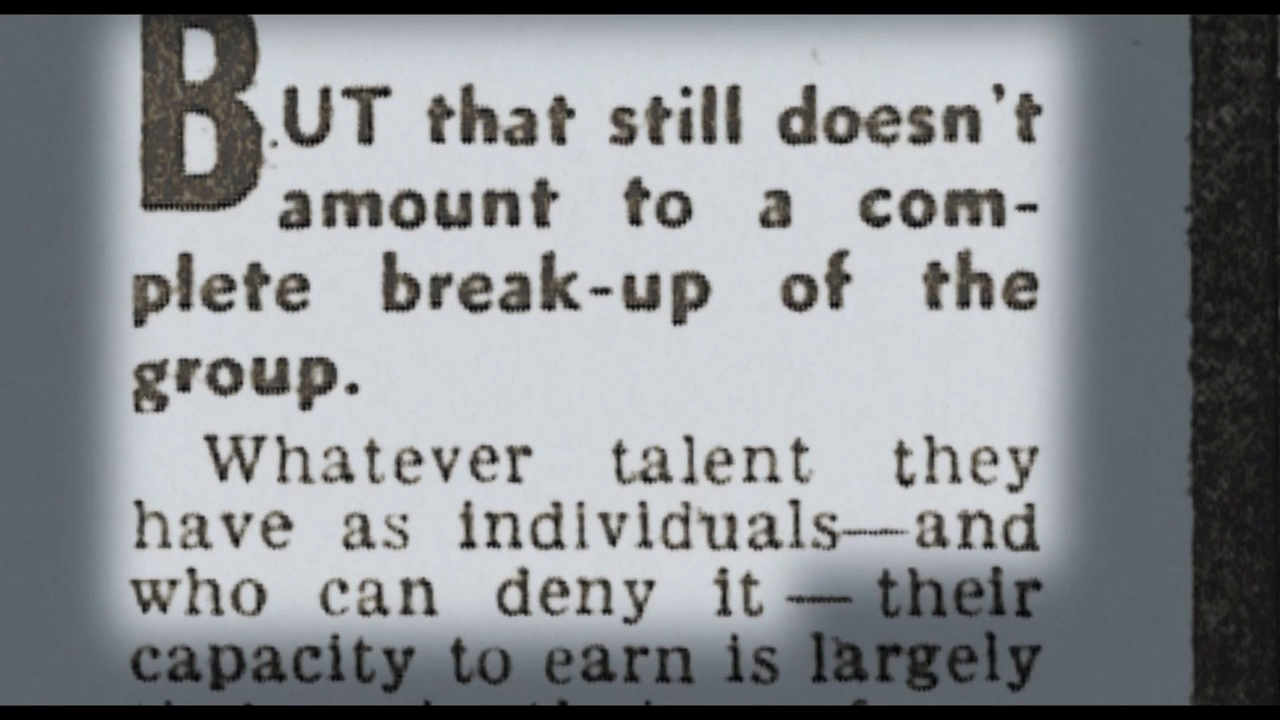 BUT that still doesn't
amount to a com-
plete break-up of the
group.
Whatever talent they
have as individuals—and
who can deny it — their
capacity to earn is largely